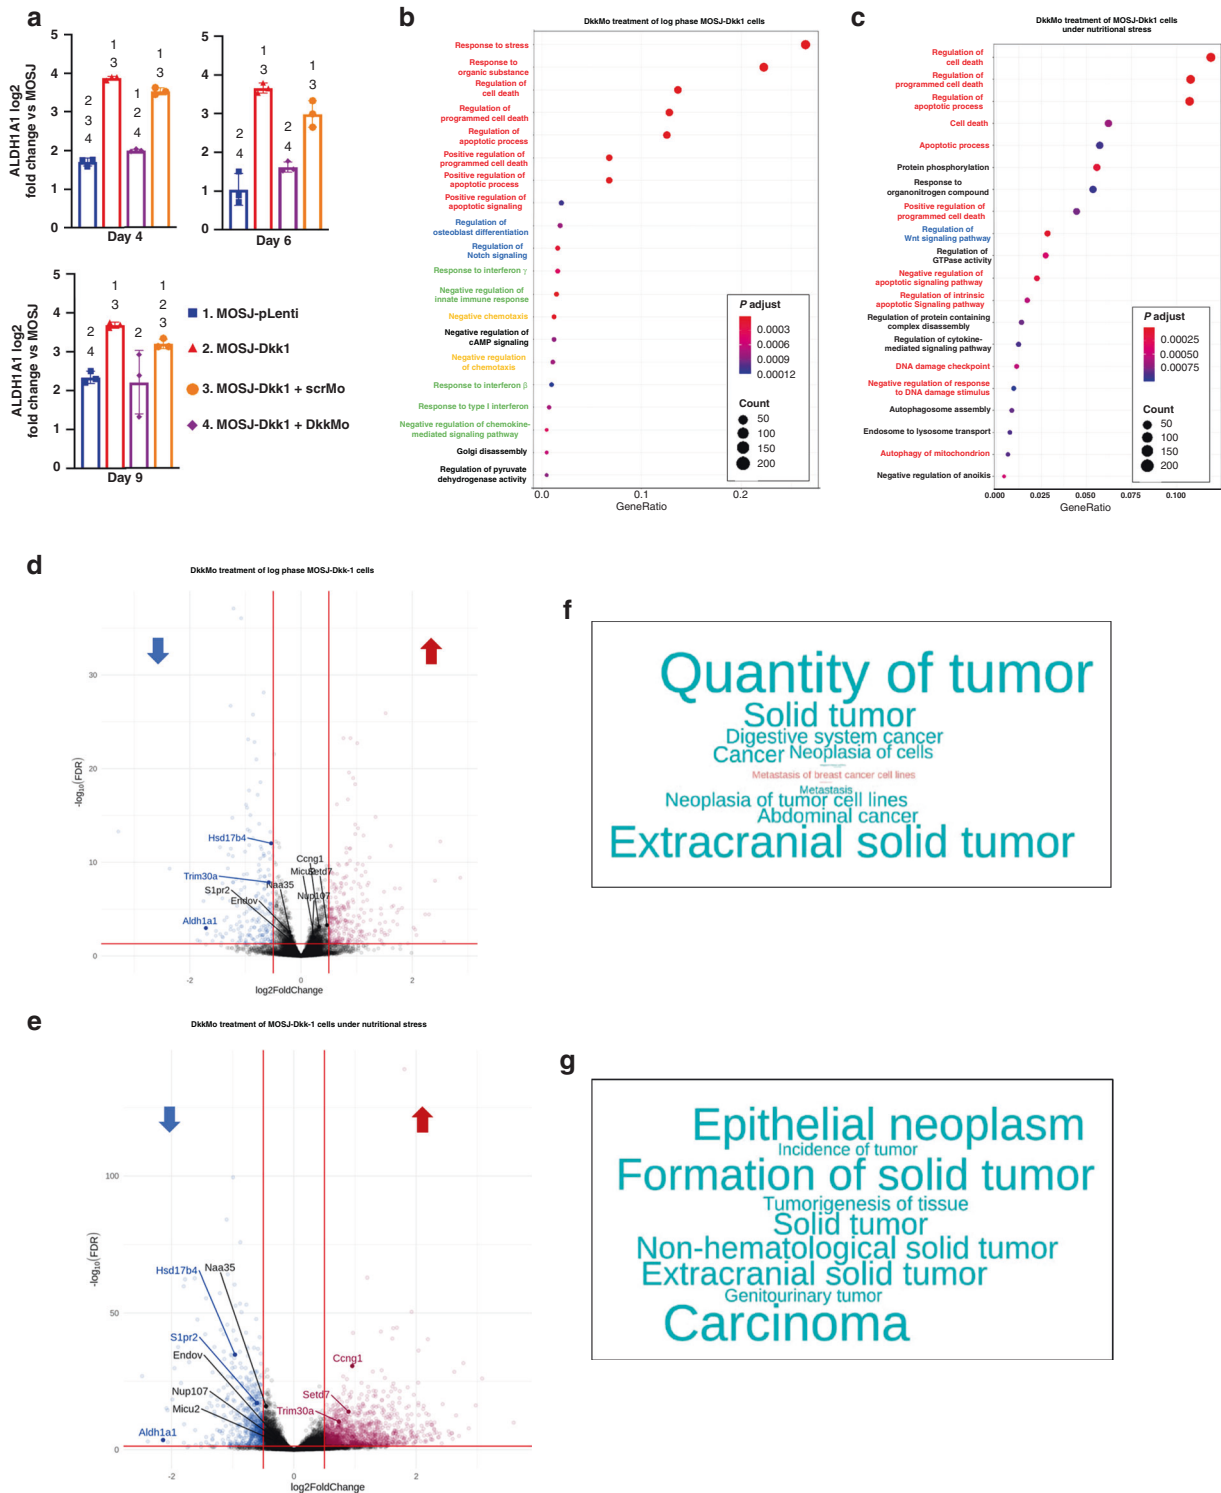 a
ALDH1A1 log2
fold change vs MOSJ
5
4
3
2
1
0
2
3
4
1
3
1
2
4
1
3
Day 4
5
4
3
2
1
0
2
4
1
3
2
4
1
3
Day 6
ALDH1A1 log2
fold change vs MOSJ
5
4
3
2
1
0
2
4
1
3
2
1
2
3
Day 9
1. MOSJ-pLenti
2. MOSJ-Dkk1
3. MOSJ-Dkk1 + scrMo
4. MOSJ-Dkk1 + DkkMo
b
DkkMo treatment of log phase MOSJ-Dkk1 cells
Response to stress
Response to
organic substance
Regulation of
cell death
Regulation of
programmed cell death
Regulation of
apoptotic process
Positive regulation of
programmed cell death
Positive regulation of
apoptotic process
Positive regulation of
apoptotic signaling
Regulation of
osteoblast differentiation
Regulation of
Notch signaling
Response to interferon γ
Negative regulation of
innate immune response
Negative chemotaxis
Negative regulation of
cAMP signaling
Negative regulation
of chemotaxis
Response to interferon β
Response to type I interferon
Negative regulation of chemokine-
mediated signaling pathway
Golgi disassembly
Regulation of pyruvate
dehydrogenase activity
0.0
0.1
0.2
GeneRatio
P adjust
0.0003
0.0006
0.0009
0.00012
Count
50
100
150
200
c
DkkMo treatment of MOSJ-Dkk1 cells
under nutritional stress
Regulation of
cell death
Regulation of
programmed cell death
Regulation of
apoptotic process
Cell death
Apoptotic process
Protein phosphorylation
Response to
organonitrogen compound
Positive regulation of
programmed cell death
Regulation of
Wnt signaling pathway
Regulation of
GTPase activity
Negative regulation of
apoptotic signaling pathway
Regulation of intrinsic
apoptotic Signaling pathway
Regulation of protein containing
complex disassembly
Regulation of cytokine-
mediated signaling pathway
DNA damage checkpoint
Negative regulation of response
to DNA damage stimulus
Autophagosome assembly
Endosome to lysosome transport
Autophagy of mitochondrion
Negative regulation of anoikis
0.000
0.025
0.050
0.075
0.100
GeneRatio
P adjust
0.00025
0.00050
0.00075
Count
50
100
150
200
d
DkkMo treatment of log phase MOSJ-Dkk-1 cells
-log10(FDR)
30
20
10
0
Hsd17b4
Trim30a
S1pr2
Endov
Aldh1a1
Naa35
Ccng1
Micu2
Setd7
Nup107
-2
0
2
log2FoldChange
e
DkkMo treatment of MOSJ-Dkk-1 cells under nutritional stress
-log10(FDR)
100
50
0
Hsd17b4
Naa35
S1pr2
Endov
Nup107
Micu2
Aldh1a1
Ccng1
Setd7
Trim30a
-2
0
2
log2FoldChange
f
Quantity of tumor
Solid tumor
Digestive system cancer
Cancer
Neoplasia of cells
Metastasis of breast cancer cell lines
Metastasis
Neoplasia of tumor cell lines
Abdominal cancer
Extracranial solid tumor
g
Epithelial neoplasm
Incidence of tumor
Formation of solid tumor
Tumorigenesis of tissue
Solid tumor
Non-hematological solid tumor
Extracranial solid tumor
Genitourinary tumor
Carcinoma